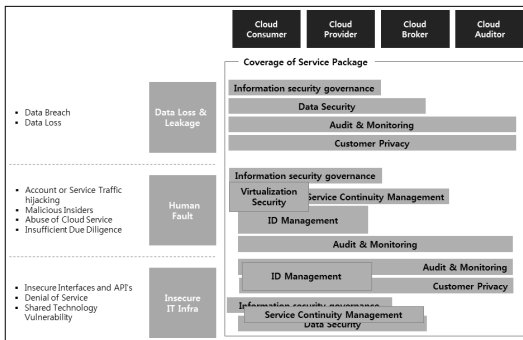 Cloud Consumer
Cloud Provider
Cloud Broker
Cloud Auditor
Coverage of Service Package
Data Breach
Data Loss
Data Loss &
Leakage
Information security governance
Data Security
Audit & Monitoring
Customer Privacy
Account or Service Traffic
hijacking
Malicious Insiders
Abuse of Cloud Service
Insufficient Due Diligence
Human
Fault
Information security governance
Virtualization
Security
Service Continuity Management
ID Management
Audit & Monitoring
Insecure Interfaces and API's
Denial of Service
Shared Technology
Vulnerability
Insecure
IT Infra
Audit & Monitoring
ID Management
Customer Privacy
Information security governance
Service Continuity Management
Data Security